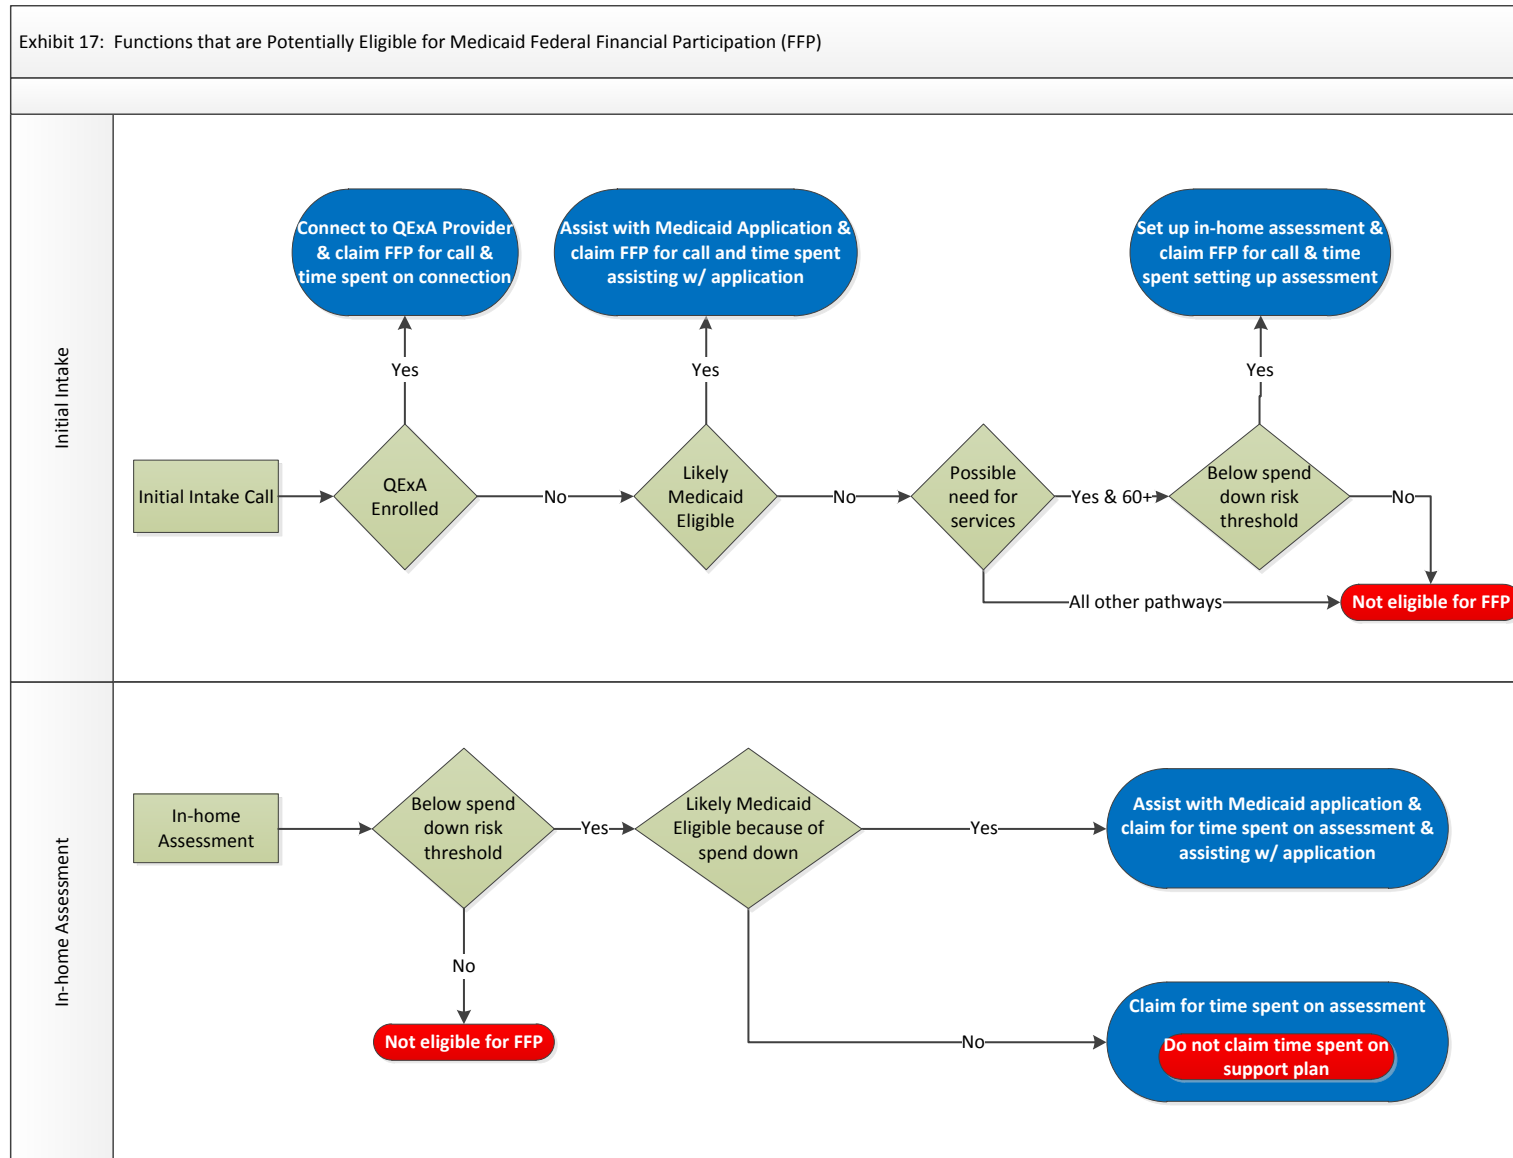 Exhibit 17:  Functions that are Potentially Eligible for Medicaid Federal Financial Participation (FFP)
Initial Intake
Connect to QExA Provider
& claim FFP for call &
time spent on connection
Assist with Medicaid Application &
claim FFP for call and time spent
assisting w/ application
Set up in-home assessment &
claim FFP for call & time
spent setting up assessment
Yes
Yes
Yes
Initial Intake Call
QExA
Enrolled
No
Likely
Medicaid
Eligible
No
Possible
need for
services
Yes & 60+
Below spend
down risk
threshold
No
All other pathways
Not eligible for FFP
In-home Assessment
In-home
Assessment
Below spend
down risk
threshold
Yes
Likely Medicaid
Eligible because of
spend down
Yes
Assist with Medicaid application &
claim for time spent on assessment &
assisting w/ application
No
Not eligible for FFP
No
Claim for time spent on assessment
Do not claim time spent on
support plan